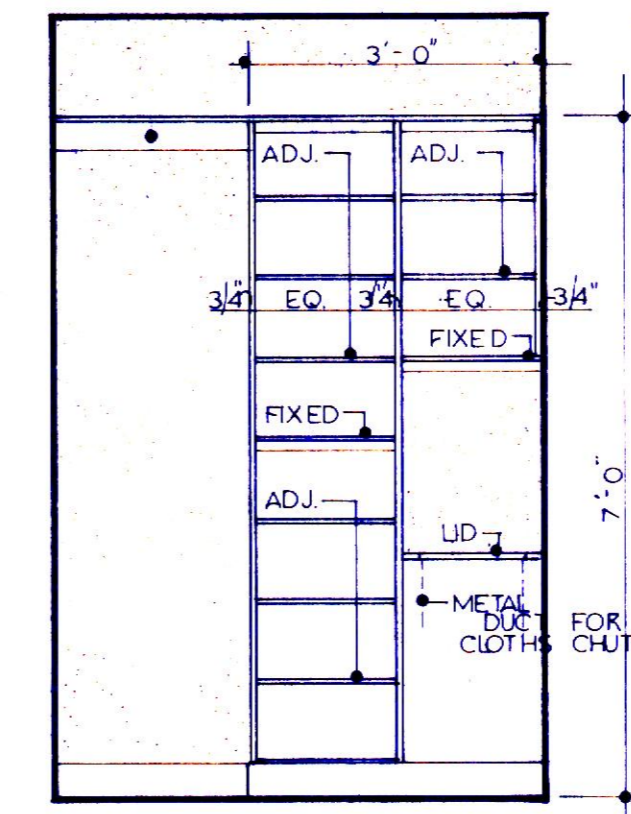 3'-0"
ADJ.
ADJ.
3/4"
EQ.
3/4"
EQ.
3/4"
FIXED
FIXED
7'-0"
ADJ.
LID
METAL
DUCT FOR
CLOTHS CHUT